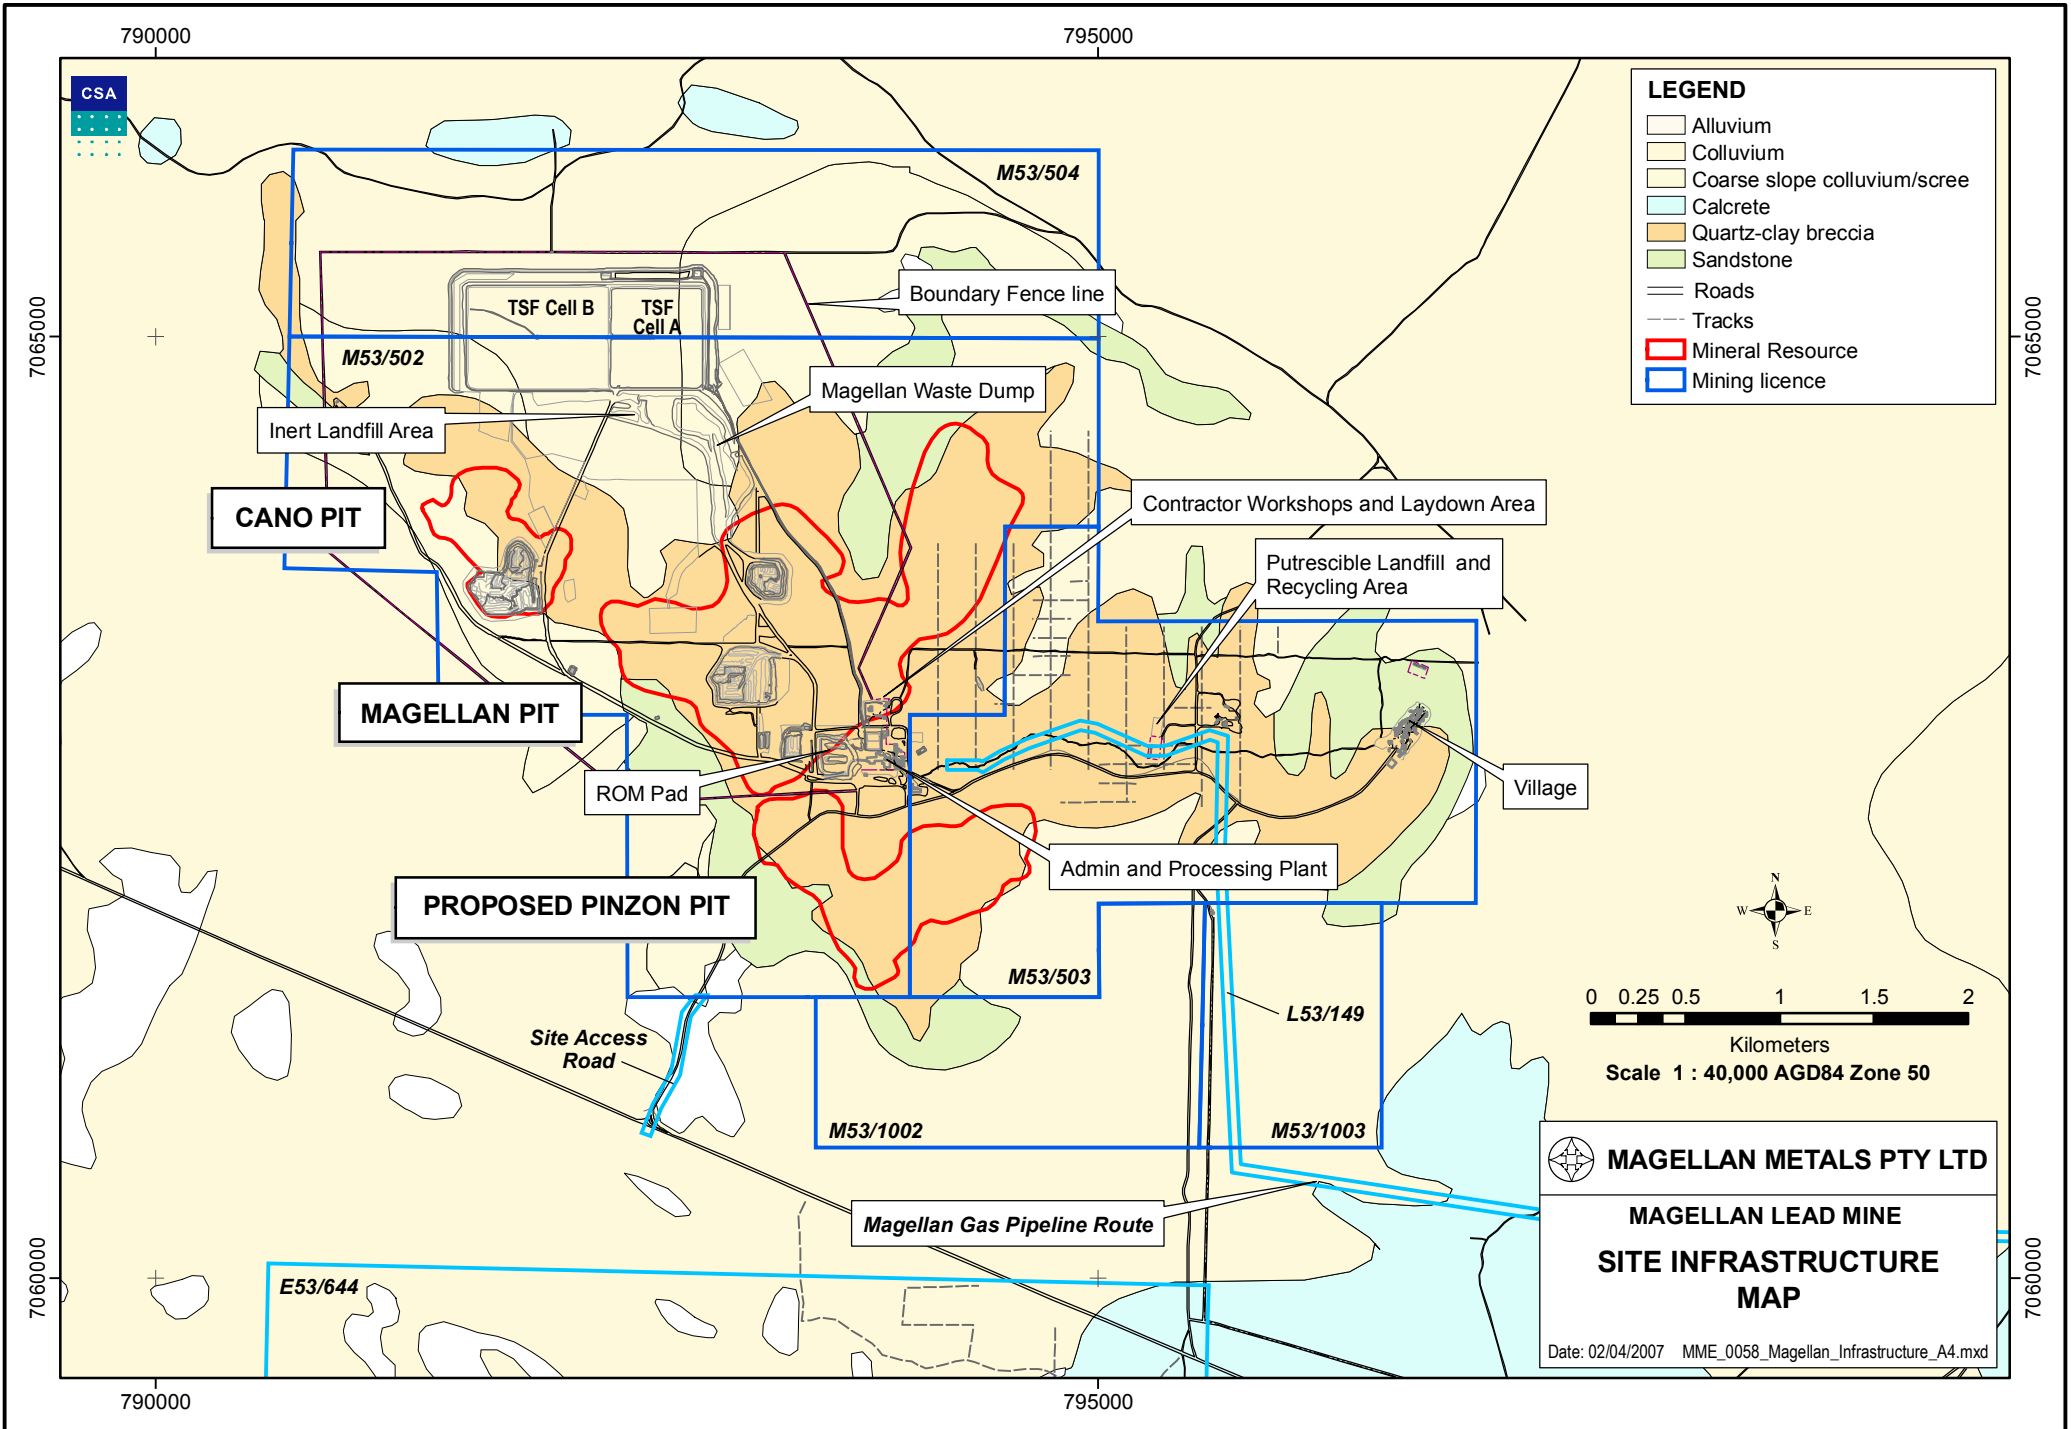 790000
795000
CSA
LEGEND
Alluvium
Colluvium
Coarse slope colluvium/scree
Calcrete
Quartz-clay breccia
Sandstone
Roads
Tracks
Mineral Resource
Mining licence
M53/504
Boundary Fence line
TSF Cell B
TSF
Cell A
7065000
7065000
M53/502
Magellan Waste Dump
Inert Landfill Area
CANO PIT
Contractor Workshops and Laydown Area
Putrescible Landfill and
Recycling Area
MAGELLAN PIT
ROM Pad
Village
Admin and Processing Plant
PROPOSED PINZON PIT
N
W
E
S
M53/503
L53/149
0 0.25 0.5 1 1.5 2
Kilometers
Scale 1 : 40,000 AGD84 Zone 50
Site Access
Road
M53/1002
M53/1003
MAGELLAN METALS PTY LTD
MAGELLAN LEAD MINE
SITE INFRASTRUCTURE
MAP
Date: 02/04/2007 MME_0058_Magellan_Infrastructure_A4.mxd
Magellan Gas Pipeline Route
7060000
7060000
E53/644
790000
795000